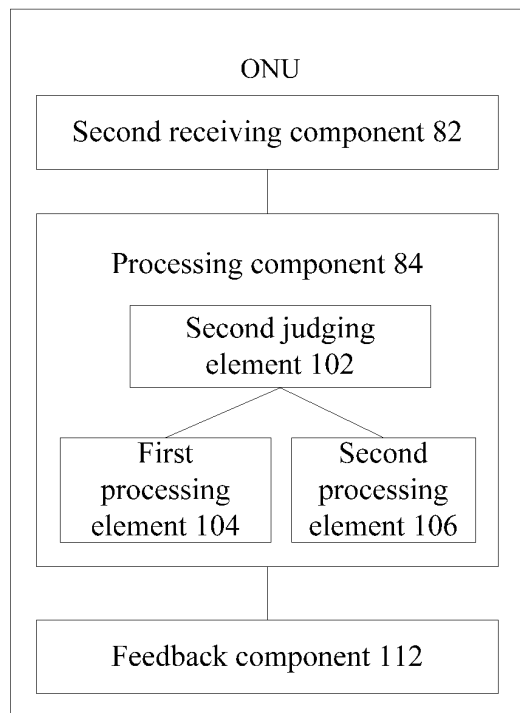 ONU
Second receiving component 82
Processing component 84
Second judging
element 102
First
processing
element 104
Second
processing
element 106
Feedback component 112